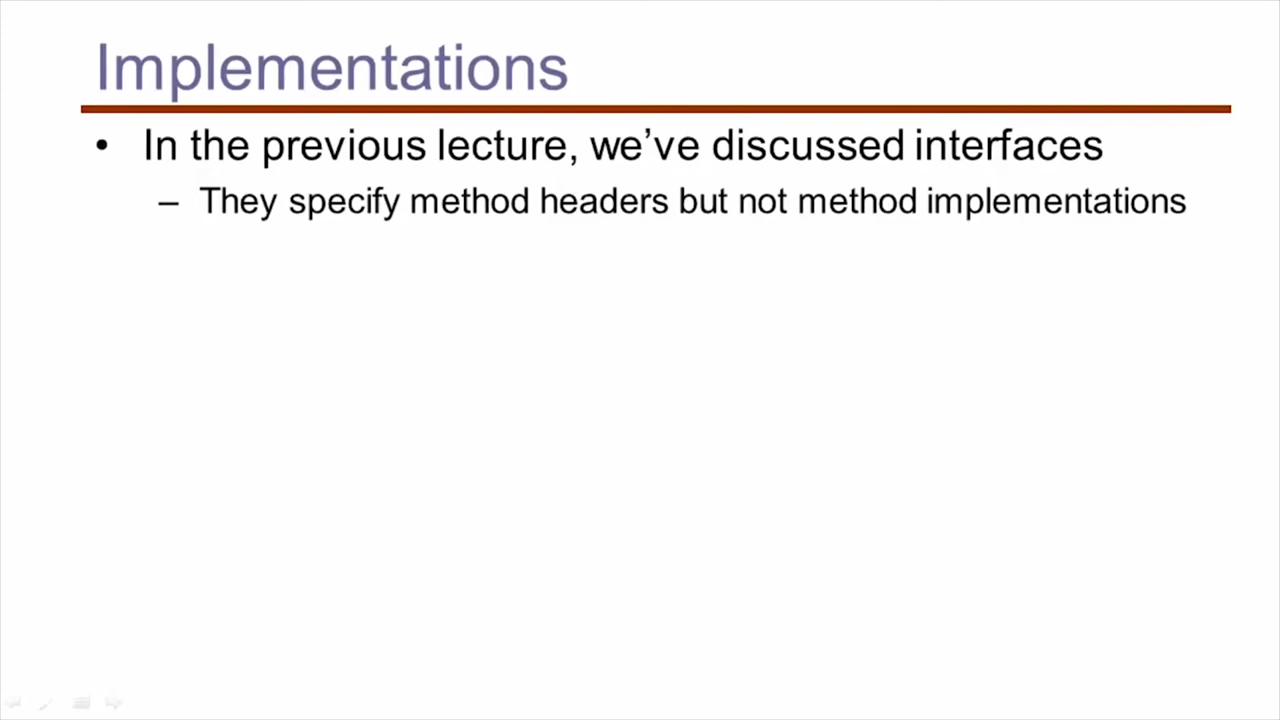 Implementations
• In the previous lecture, we’ve discussed interfaces
– They specify method headers but not method implementations